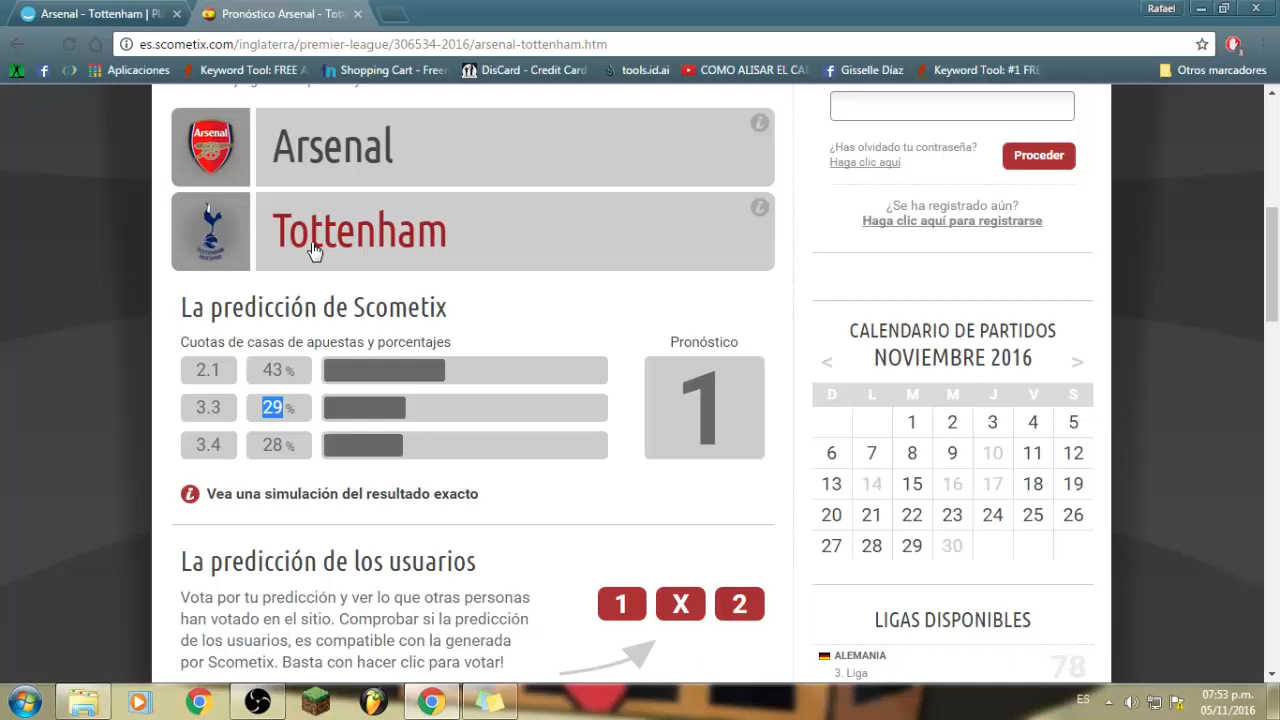 Arsenal - Tottenham | Pl
Pronóstico Arsenal - Tott
Rafael
es.scometix.com/inglaterra/premier-league/306534-2016/arsenal-tottenham.htm
Aplicaciones
Keyword Tool: FREE A
Shopping Cart - Free
DisCard - Credit Card
tools.id.ai
COMO ALISAR EL CA
Gisselle Díaz
Keyword Tool: #1 FRE
Otros marcadores
Arsenal
Arsenal
Tottenham
¿Has olvidado tu contraseña?
Haga clic aquí
Proceder
¿Se ha registrado aún?
Haga clic aquí para registrarse
La predicción de Scometix
Cuotas de casas de apuestas y porcentajes
Pronóstico
2.1 43 %
3.3 29 %
3.4 28 %
1
Vea una simulación del resultado exacto
La predicción de los usuarios
Vota por tu predicción y ver lo que otras personas
han votado en el sitio. Comprobar si la predicción
de los usuarios, es compatible con la generada
por Scometix. Basta con hacer clic para votar!
1 X 2
CALENDARIO DE PARTIDOS
< NOVIEMBRE 2016 >
D L M M J V S
1 2 3 4 5
6 7 8 9 10 11 12
13 14 15 16 17 18 19
20 21 22 23 24 25 26
27 28 29 30
LIGAS DISPONIBLES
ALEMANIA
3. Liga
78
ES
07:53 p.m.
05/11/2016